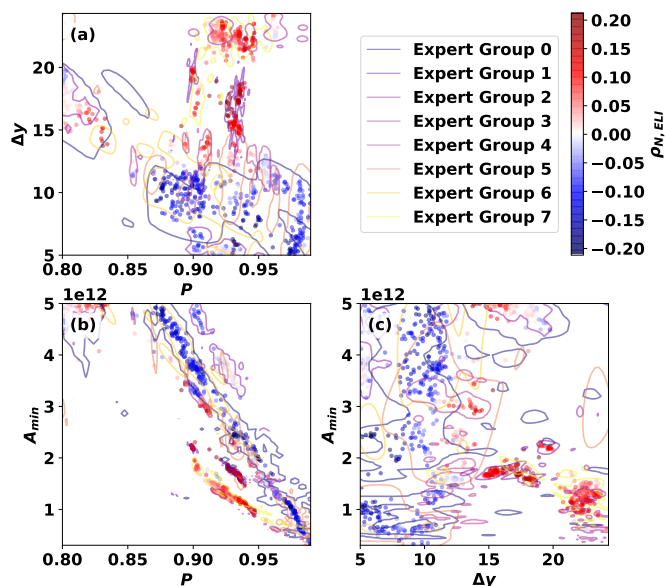 (a)
Δy
20
15
10
5
0.80 0.85 0.90 0.95
P
Expert Group 0
Expert Group 1
Expert Group 2
Expert Group 3
Expert Group 4
Expert Group 5
Expert Group 6
Expert Group 7
0.20
0.15
0.10
0.05
0.00
−0.05
−0.10
−0.15
−0.20
ρN, ELI
1e12
(b)
A min
5
4
3
2
1
0.80 0.85 0.90 0.95
P
1e12
(c)
A min
5
4
3
2
1
5 10 15 20
Δy